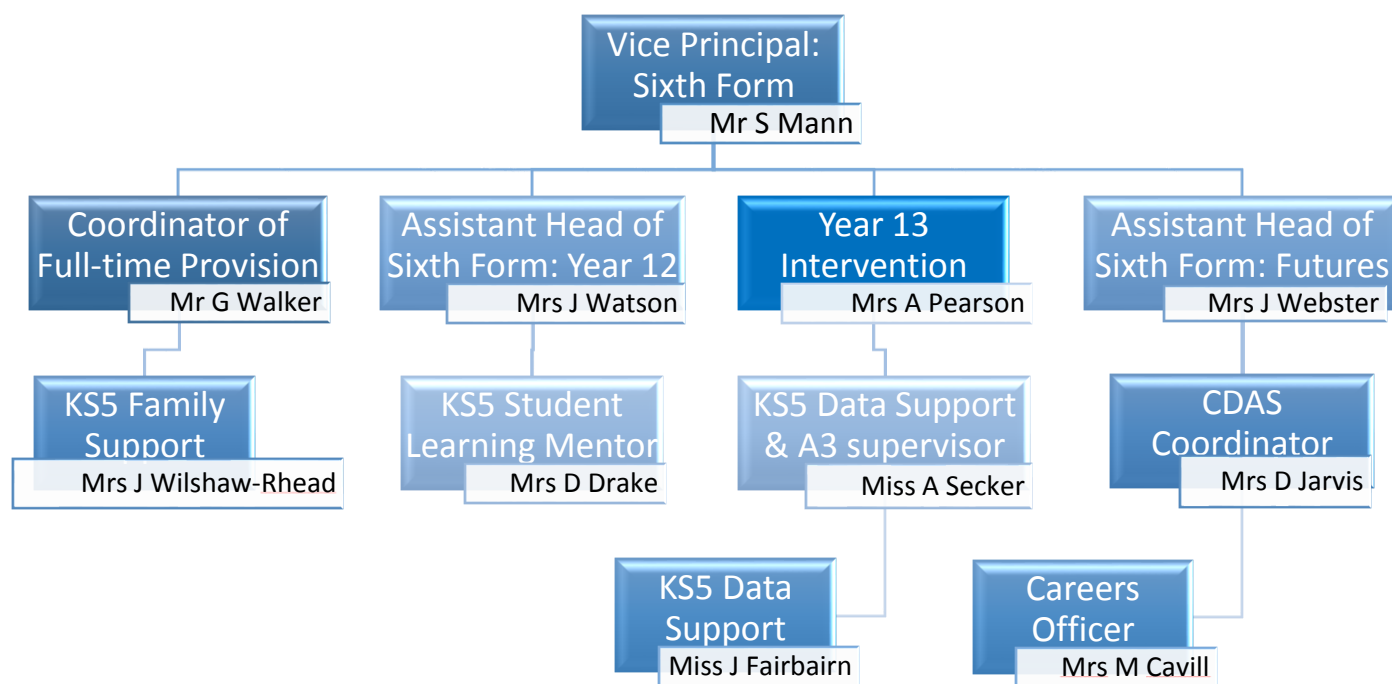 Vice Principal:
Sixth Form
Mr S Mann
Coordinator of
Full-time Provision
Mr G Walker
Assistant Head of
Sixth Form: Year 12
Mrs J Watson
Year 13
Intervention
Mrs A Pearson
Assistant Head of
Sixth Form: Futures
Mrs J Webster
KS5 Family
Support
Mrs J Wilshaw-Rhead
KS5 Student
Learning Mentor
Mrs D Drake
KS5 Data Support
& A3 supervisor
Miss A Secker
CDAS
Coordinator
Mrs D Jarvis
KS5 Data
Support
Miss J Fairbairn
Careers
Officer
Mrs M Cavill